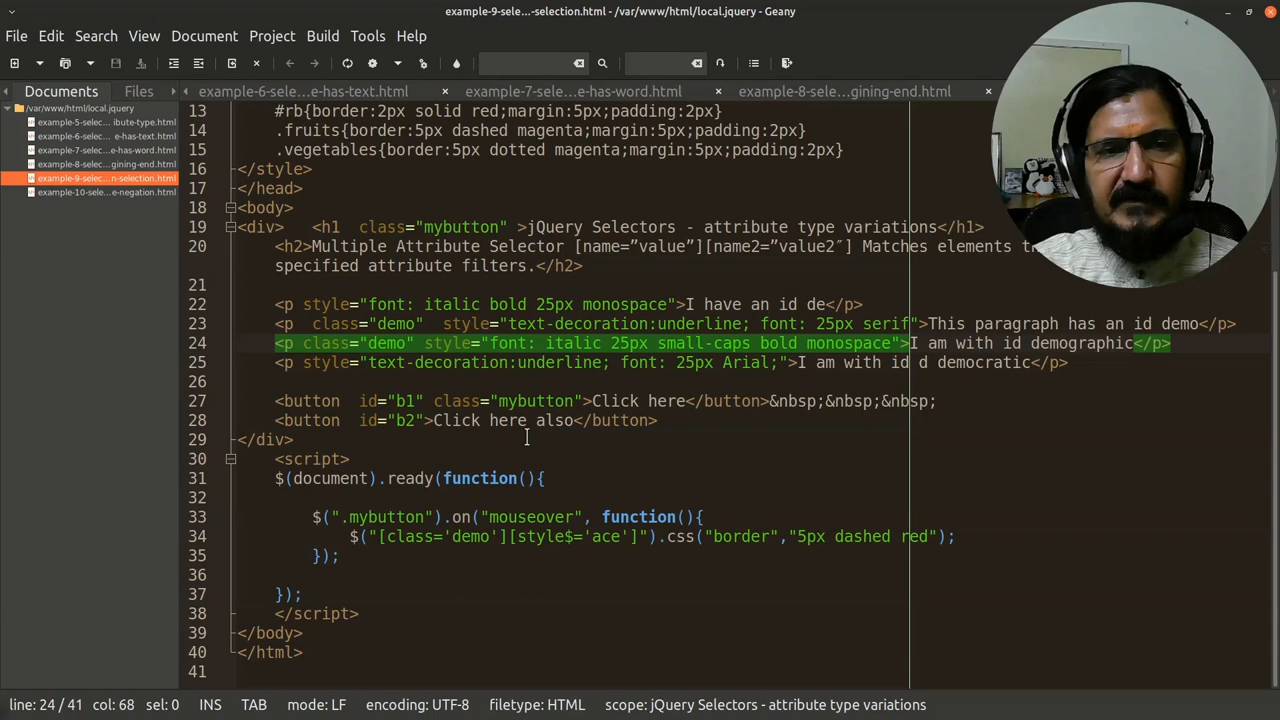 example-9-sele...-selection.html - /var/www/html/local.jquery - Geany
File Edit Search View Document Project Build Tools Help
Documents Files example-6-sele...e-has-text.html example-7-sele...e-has-word.html example-8-sele...gining-end.html
/var/www/html/local.jquery
example-5-selec...ibute-type.html
example-6-selec... e-has-text.html
example-7-selec...e-has-word.html
example-8-selec...gining-end.html
example-9-selec...n-selection.html
example-10-sele...e-negation.html
13 #rb{border:2px solid red;margin:5px;padding:2px}
14 .fruits{border:5px dashed magenta;margin:5px;padding:2px}
15 .vegetables{border:5px dotted magenta;margin:5px;padding:2px}
16 </style>
17 </head>
18 <body>
19 <div> <h1 class="mybutton" >jQuery Selectors - attribute type variations</h1>
20 <h2>Multiple Attribute Selector [name=”value”][name2=”value2″] Matches elements
specified attribute filters.</h2>
21
22 <p style="font: italic bold 25px monospace">I have an id de</p>
23 <p class="demo" style="text-decoration:underline; font: 25px serif">This paragraph has an id demo</p>
24 <p class="demo" style="font: italic 25px small-caps bold monospace">I am with id demographic</p>
25 <p style="text-decoration:underline; font: 25px Arial;">I am with id d democratic</p>
26
27 <button id="b1" class="mybutton">Click here</button>&nbsp;&nbsp;&nbsp;
28 <button id="b2">Click here also</button>
29 </div>
30 <script>
31 $(document).ready(function(){
32
33 $(".mybutton").on("mouseover", function(){
34 $("[class='demo'][style$='ace']").css("border","5px dashed red");
35 });
36
37 });
38 </script>
39 </body>
40 </html>
41
line: 24 / 41 col: 68 sel: 0 INS TAB mode: LF encoding: UTF-8 filetype: HTML scope: jQuery Selectors - attribute type variations